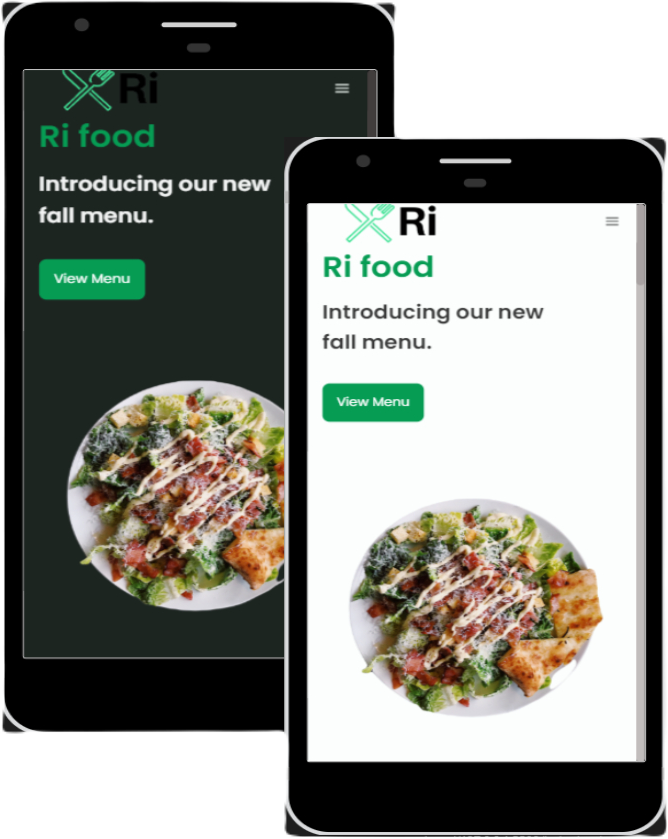 Ri
Ri food
Introducing our new
fall menu.
View Menu
Ri
Ri food
Introducing our new
fall menu.
View Menu